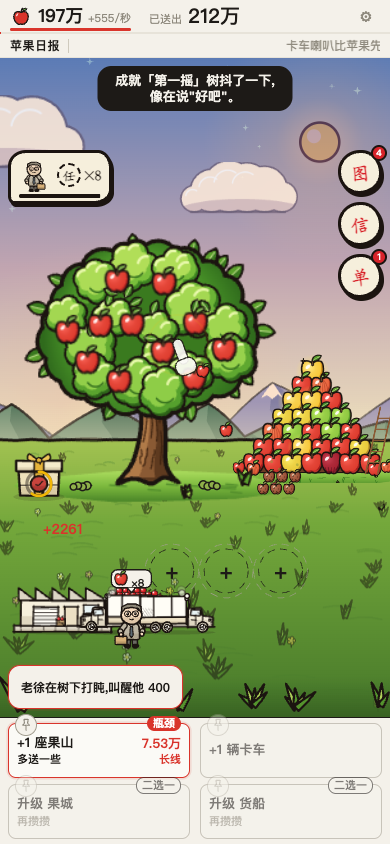 197万 +555/秒 已送出 212万
苹果日报 卡车喇叭比苹果先
成就「第一摇」树抖了一下，
像在说"好吧"。
任 ×8
图 4
信
单 1
+2261
×8
+ + +
老徐在树下打盹，叫醒他 400
瓶颈
+1 座果山 7.53万
多送一些 长线
+1 辆卡车
二选一
升级 果城
再攒攒
二选一
升级 货船
再攒攒